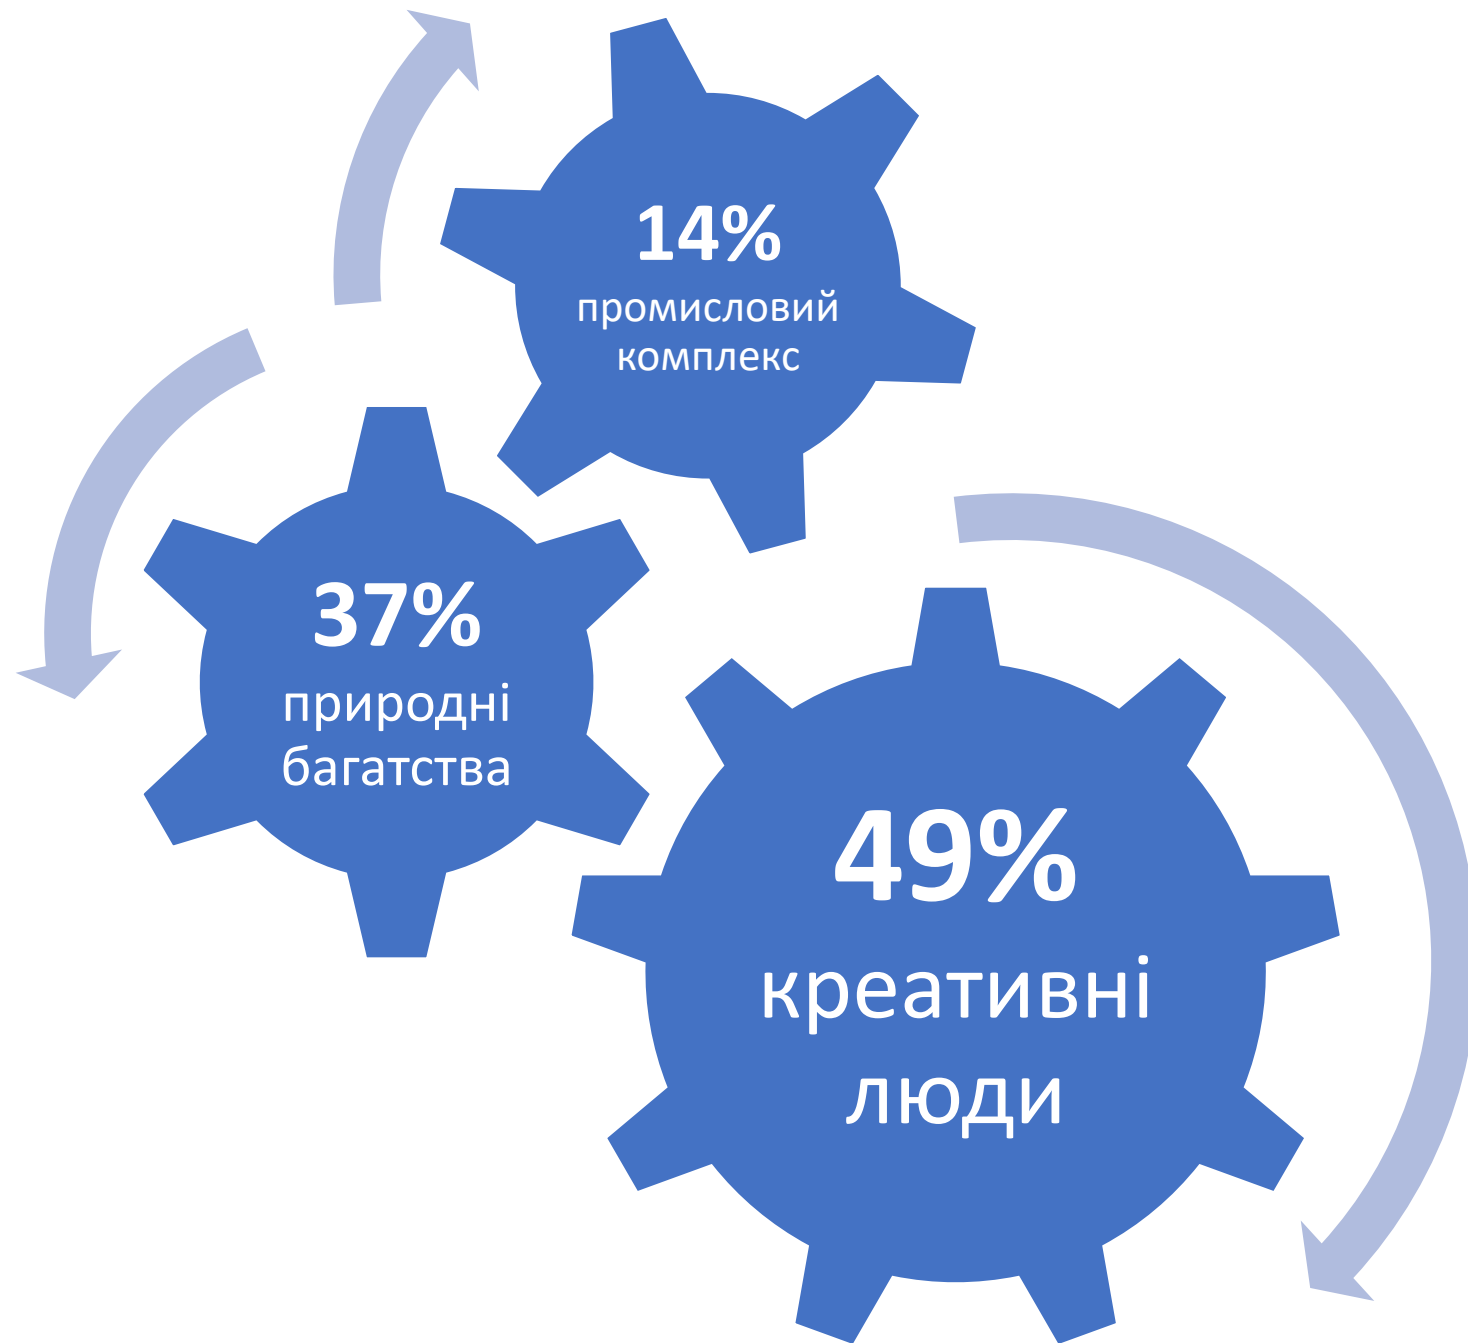 14%
промисловий
комплекс
37%
природні
багатства
49%
креативні
люди